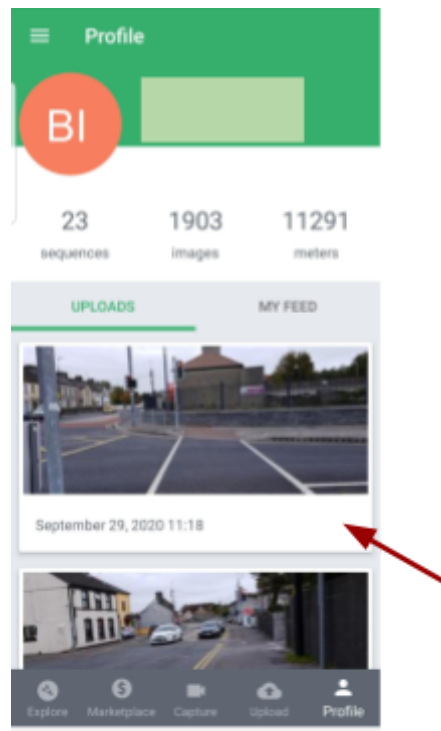 Profile
BI
23 1903 11291
sequences images meters
UPLOADS MY FEED
September 29, 2020 11:18
Explore Marketplace Capture Upload Profile